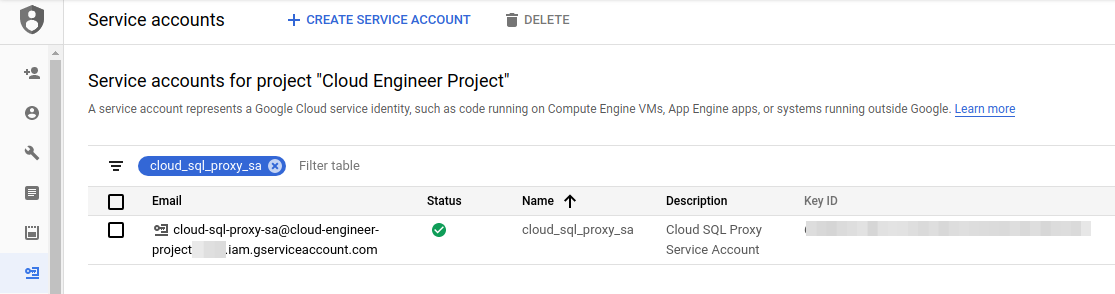 Service accounts
+ CREATE SERVICE ACCOUNT
DELETE
Service accounts for project "Cloud Engineer Project"
A service account represents a Google Cloud service identity, such as code running on Compute Engine VMs, App Engine apps, or systems running outside Google. Learn more
cloud_sql_proxy_sa
Filter table
Email
Status
Name
Description
Key ID
cloud-sql-proxy-sa@cloud-engineer-
project .iam.gserviceaccount.com
cloud_sql_proxy_sa
Cloud SQL Proxy
Service Account